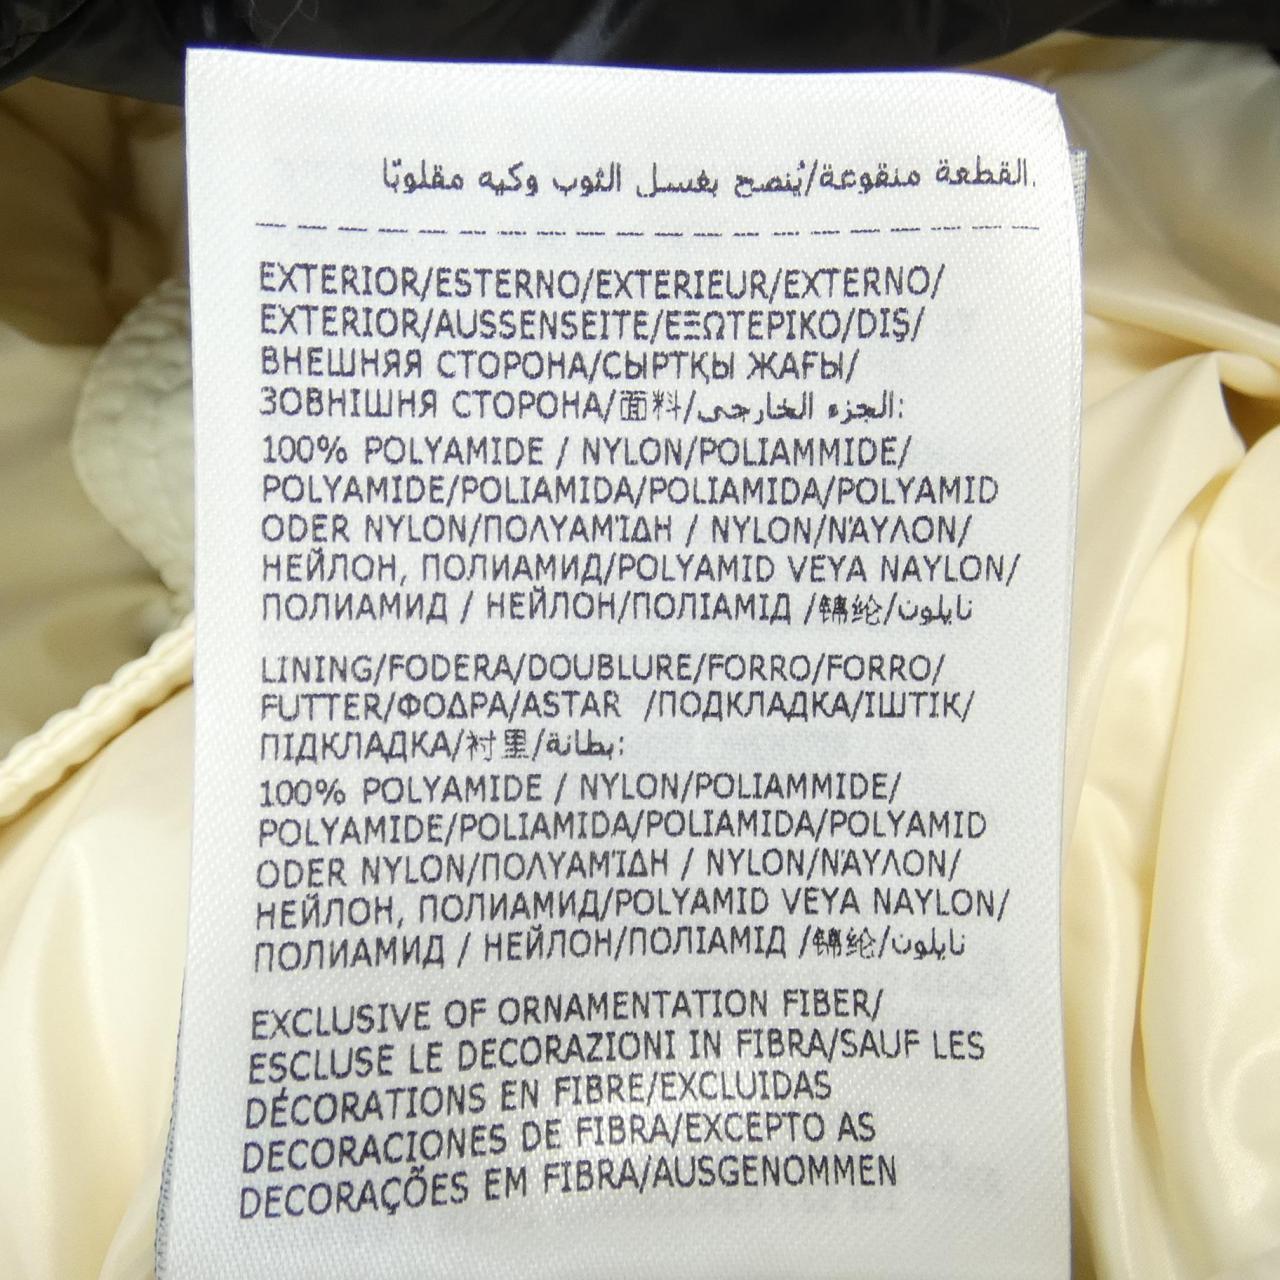 القطعة منقوعة/يُنصح بغسل الثوب وكيه مقلوبًا.
EXTERIOR/ESTERNO/EXTERIEUR/EXTERNO/
EXTERIOR/AUSSENSEITE/ΕΞΩΤΕΡΙΚΟ/DIŞ/
ВНЕШНЯЯ СТОРОНА/СЫРТҚЫ ЖАҒЫ/
ЗОВНІШНЯ СТОРОНА/面料/الجزء الخارجى:
100% POLYAMIDE / NYLON/POLIAMMIDE/
POLYAMIDE/POLIAMIDA/POLIAMIDA/POLYAMID
ODER NYLON/ΠΟΛΥΑΜΊΔΗ / NYLON/ΝΆΥΛΟΝ/
НЕЙЛОН, ПОЛИАМИД/POLYAMID VEYA NAYLON/
ПОЛИАМИД / НЕЙЛОН/ПОЛІАМІД /锦纶/نايلون
LINING/FODERA/DOUBLURE/FORRO/FORRO/
FUTTER/ΦΟΔΡΑ/ASTAR /ПОДКЛАДКА/ІШТІК/
ПІДКЛАДКА/衬里/بطانة:
100% POLYAMIDE / NYLON/POLIAMMIDE/
POLYAMIDE/POLIAMIDA/POLIAMIDA/POLYAMID
ODER NYLON/ΠΟΛΥΑΜΊΔΗ / NYLON/ΝΆΥΛΟΝ/
НЕЙЛОН, ПОЛИАМИД/POLYAMID VEYA NAYLON/
ПОЛИАМИД / НЕЙЛОН/ПОЛІАМІД /锦纶/نايلون
EXCLUSIVE OF ORNAMENTATION FIBER/
ESCLUSE LE DECORAZIONI IN FIBRA/SAUF LES
DÉCORATIONS EN FIBRE/EXCLUIDAS
DECORACIONES DE FIBRA/EXCEPTO AS
DECORAÇÕES EM FIBRA/AUSGENOMMEN